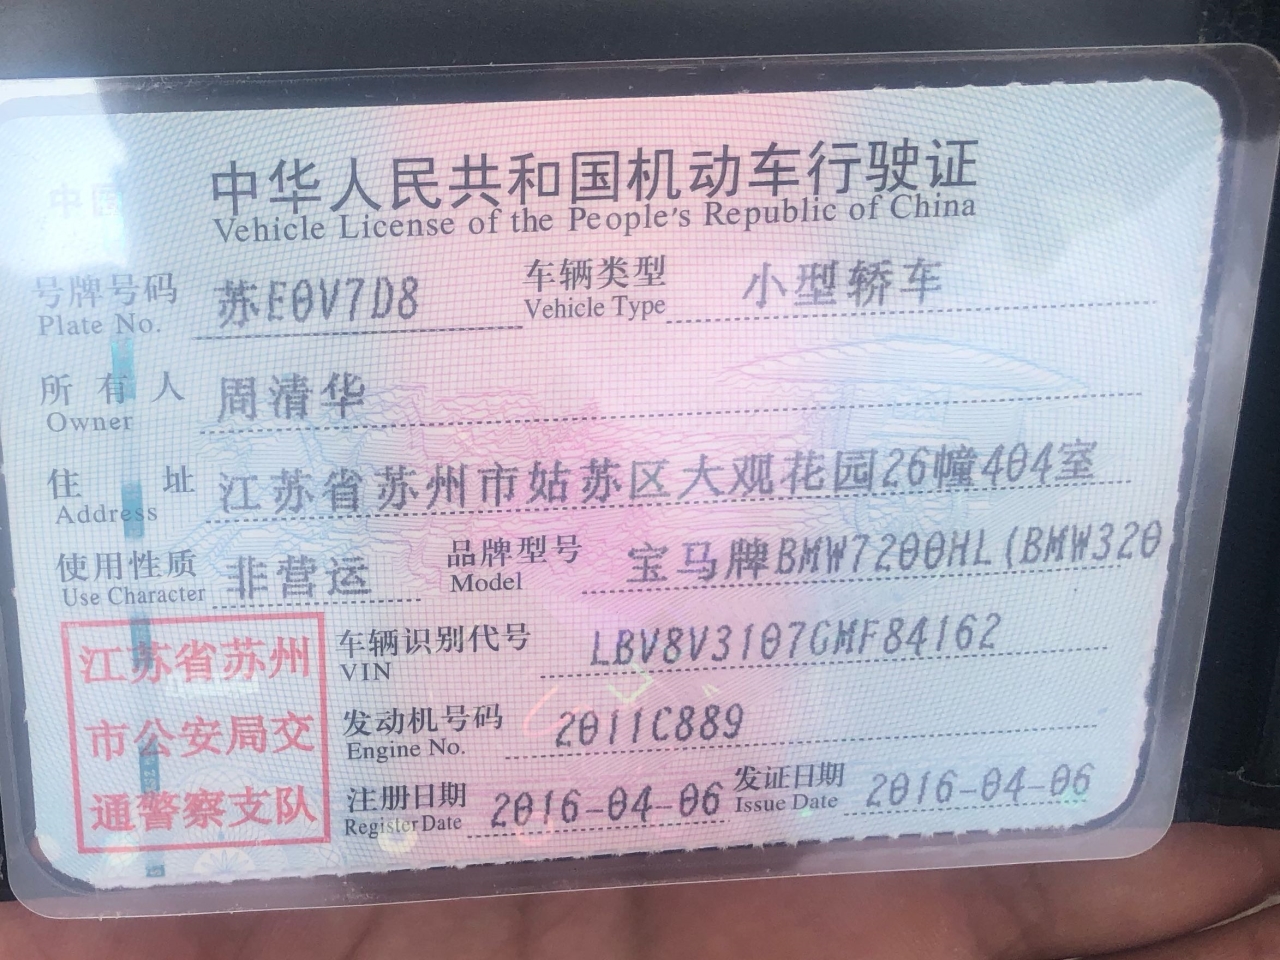 中华人民共和国机动车行驶证
Vehicle License of the People's Republic of China
号牌号码 苏E0V7D8 车辆类型 小型轿车
Plate No. Vehicle Type
所有人 周清华
Owner
住址 江苏省苏州市姑苏区大观花园26幢404室
Address
使用性质 非营运 品牌型号 宝马牌BMW7200HL(BMW320
Use Character Model
车辆识别代号 LBV8V3107GMF84162
VIN
发动机号码 2011C889
Engine No.
注册日期 2016-04-06 发证日期 2016-04-06
Register Date Issue Date
江苏省苏州
市公安局交
通警察支队